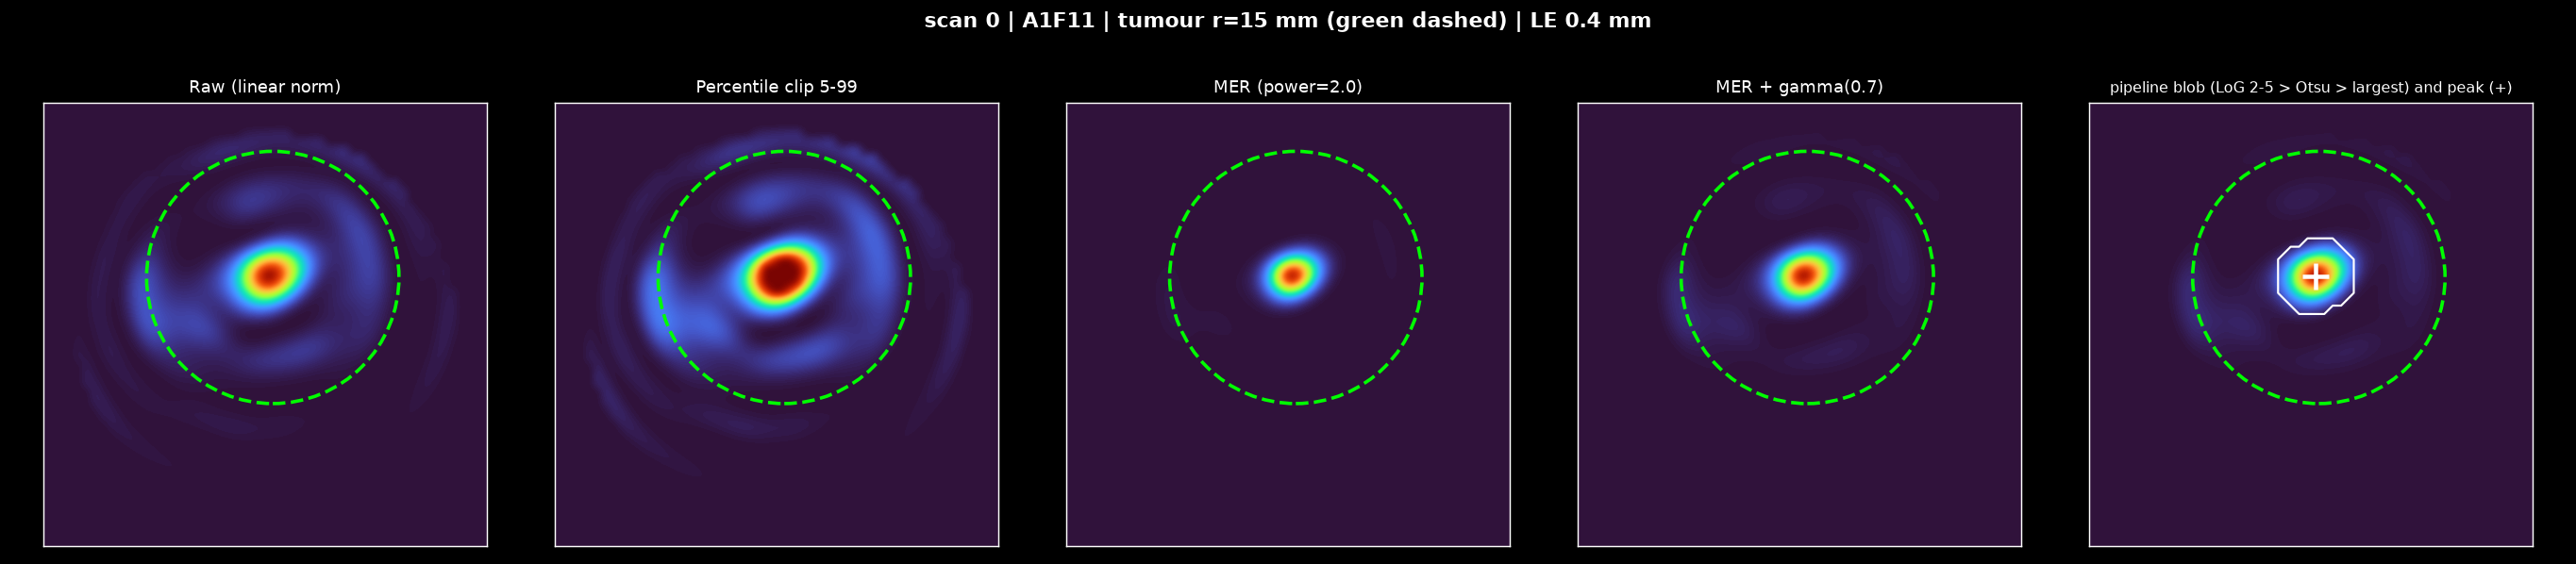 scan 0 | A1F11 | tumour r=15 mm (green dashed) | LE 0.4 mm
Raw (linear norm)
Percentile clip 5-99
MER (power=2.0)
MER + gamma(0.7)
pipeline blob (LoG 2-5 > Otsu > largest) and peak (+)